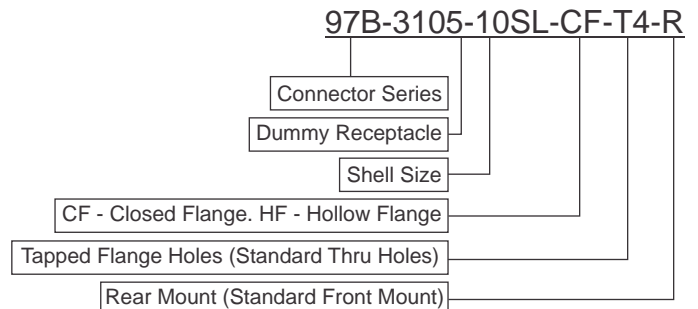 97B-3105-10SL-CF-T4-R
Connector Series
Dummy Receptacle
Shell Size
CF - Closed Flange. HF - Hollow Flange
Tapped Flange Holes (Standard Thru Holes)
Rear Mount (Standard Front Mount)